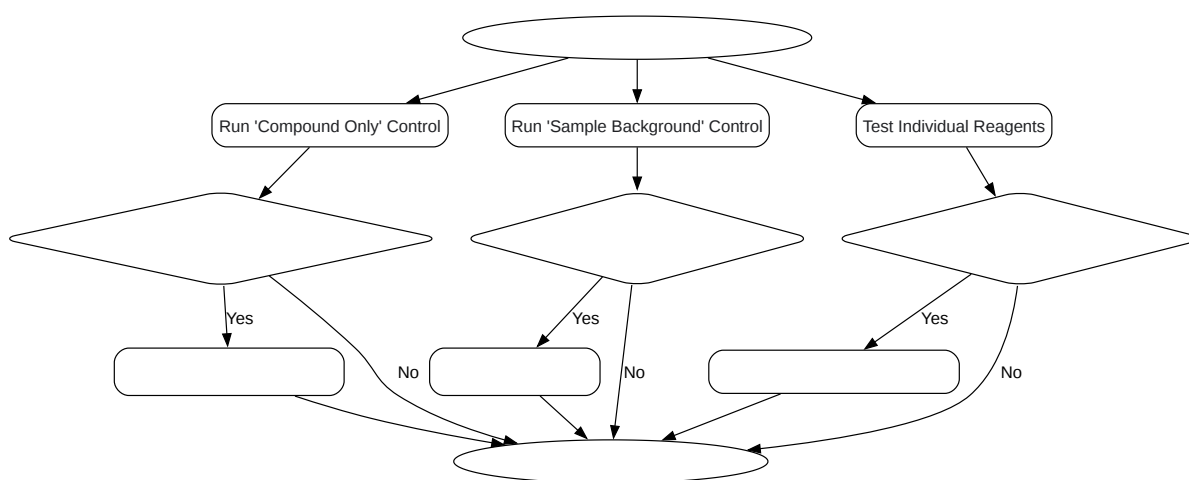 Run 'Compound Only' Control
Run 'Sample Background' Control
Test Individual Reagents
Yes
Yes
Yes
No
No
No